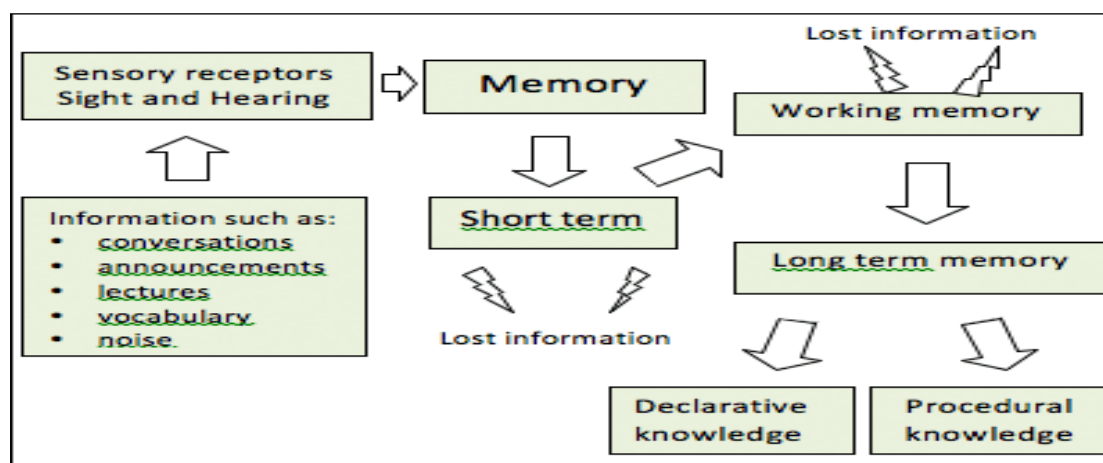 Sensory receptors
Sight and Hearing
Memory
Lost information
Working memory
Information such as:
• conversations
• announcements
• lectures
• vocabulary
• noise
Short term
Lost information
Long term memory
Declarative
knowledge
Procedural
knowledge